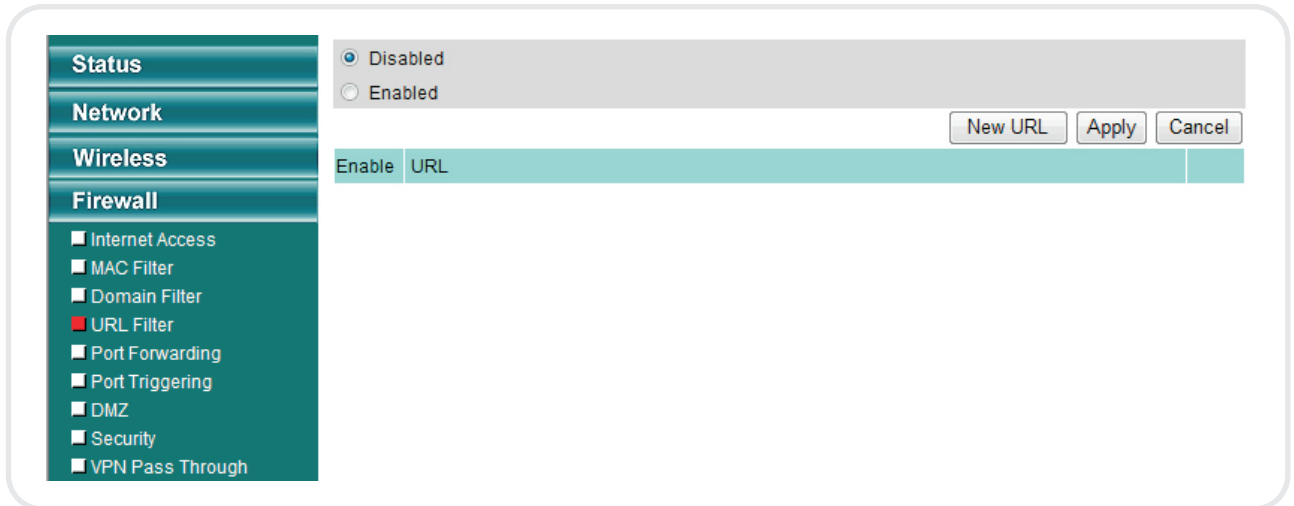 Status
Network
Wireless
Firewall
Internet Access
MAC Filter
Domain Filter
URL Filter
Port Forwarding
Port Triggering
DMZ
Security
VPN Pass Through
Disabled
Enabled
New URL Apply Cancel
Enable URL